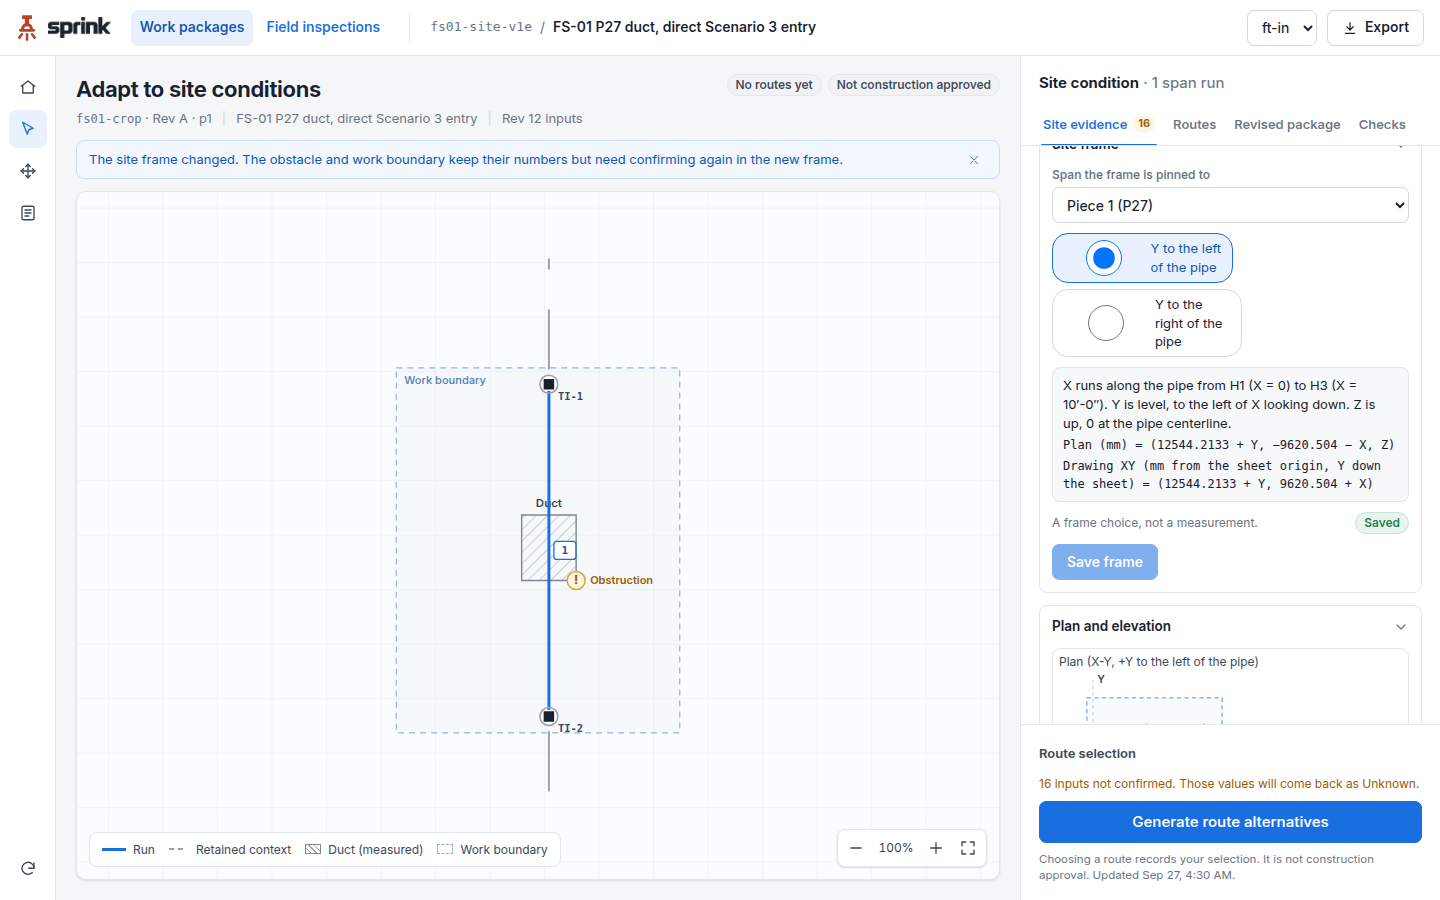 sprink
Work packages
Field inspections
fs01-site-v1e / FS-01 P27 duct, direct Scenario 3 entry
ft-in
Export
Adapt to site conditions
No routes yet
Not construction approved
fs01-crop · Rev A · p1
FS-01 P27 duct, direct Scenario 3 entry
Rev 12 inputs
The site frame changed. The obstacle and work boundary keep their numbers but need confirming again in the new frame.
Work boundary
TI-1
Duct
1
!
Obstruction
TI-2
Run
Retained context
Duct (measured)
Work boundary
100%
Site condition · 1 span run
Site evidence 16
Routes
Revised package
Checks
Site frame
Span the frame is pinned to
Piece 1 (P27)
Y to the left
of the pipe
Y to the
right of the
pipe
X runs along the pipe from H1 (X = 0) to H3 (X =
10′-0″). Y is level, to the left of X looking down. Z is
up, 0 at the pipe centerline.
Plan (mm) = (12544.2133 + Y, −9620.504 − X, Z)
Drawing XY (mm from the sheet origin, Y down
the sheet) = (12544.2133 + Y, 9620.504 + X)
A frame choice, not a measurement.
Saved
Save frame
Plan and elevation
Plan (X-Y, +Y to the left of the pipe)
Y
Route selection
16 inputs not confirmed. Those values will come back as Unknown.
Generate route alternatives
Choosing a route records your selection. It is not construction
approval. Updated Sep 27, 4:30 AM.